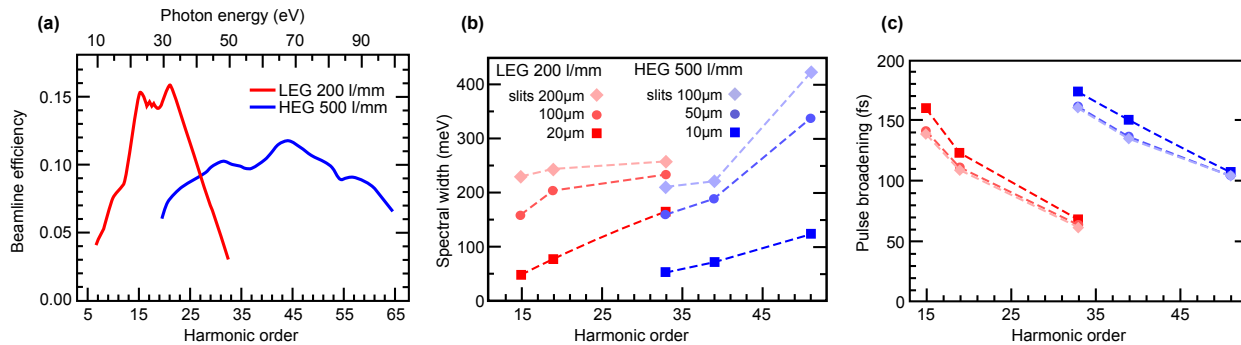 (a)
Photon energy (eV)
10 30 50 70 90
Beamline efficiency
0.15
0.10
0.05
0.00
LEG 200 l/mm
HEG 500 l/mm
5 15 25 35 45 55 65
Harmonic order
(b)
Spectral width (meV)
400
300
200
100
0
LEG 200 l/mm HEG 500 l/mm
slits 200µm slits 100µm
100µm 50µm
20µm 10µm
15 25 35 45
Harmonic order
(c)
Pulse broadening (fs)
200
150
100
50
0
15 25 35 45
Harmonic order